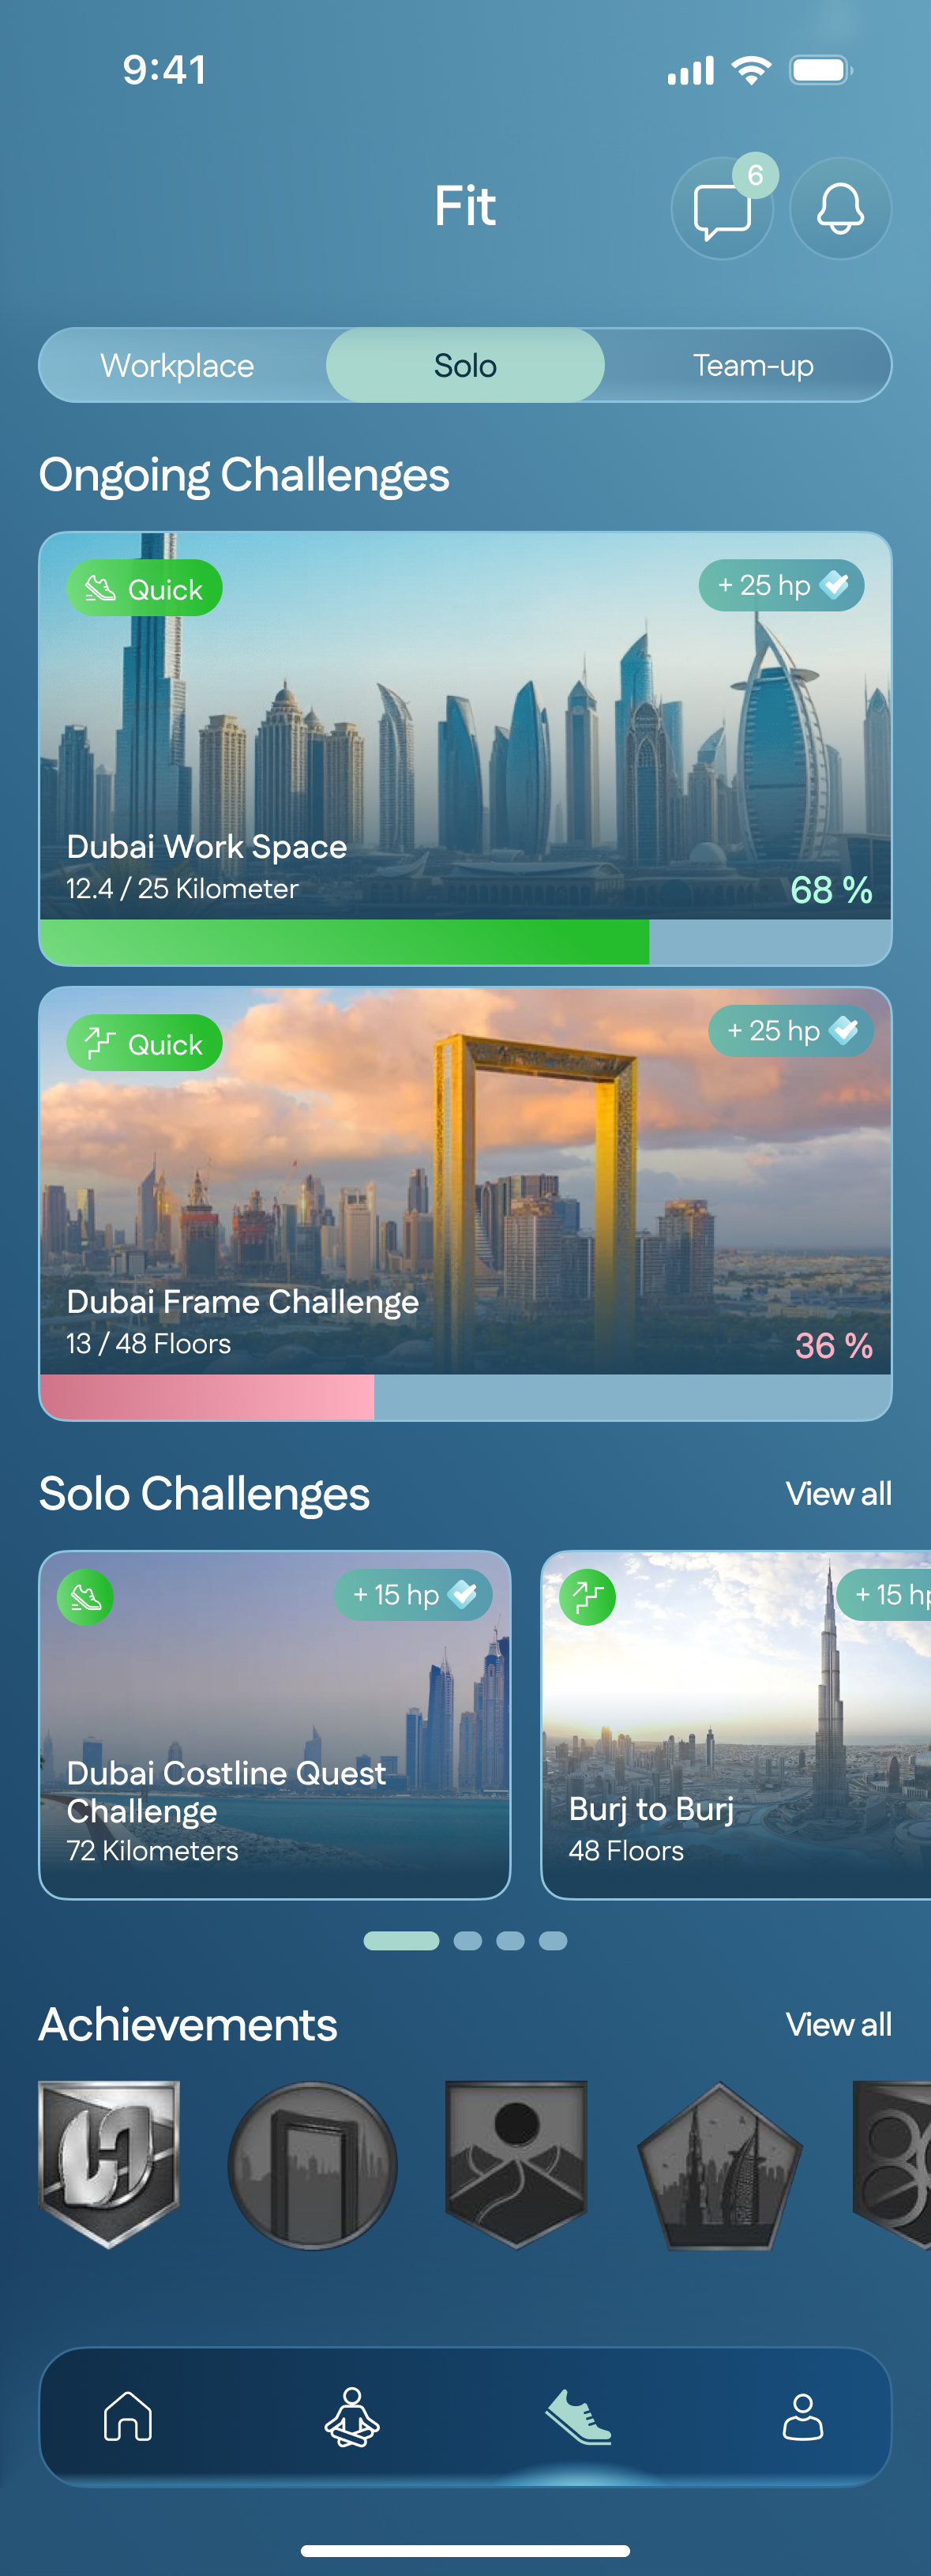 9:41
Fit
6
Workplace
Solo
Team-up
Ongoing Challenges
Quick
+ 25 hp
Dubai Work Space
12.4 / 25 Kilometer
68 %
Quick
+ 25 hp
Dubai Frame Challenge
13 / 48 Floors
36 %
Solo Challenges
View all
+ 15 hp
Dubai Costline Quest
Challenge
72 Kilometers
+ 15 hp
Burj to Burj
48 Floors
Achievements
View all